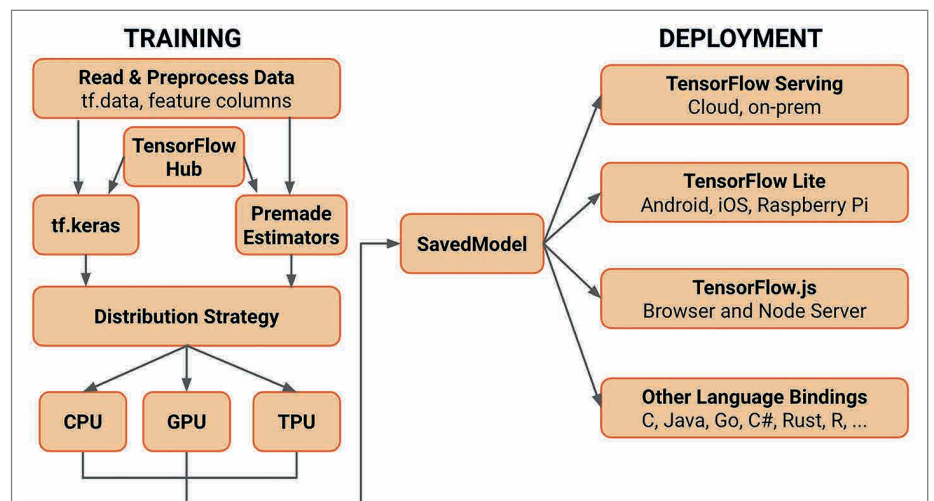 TRAINING
Read & Preprocess Data
tf.data, feature columns
TensorFlow
Hub
tf.keras
Premade
Estimators
Distribution Strategy
CPU
GPU
TPU
SavedModel
DEPLOYMENT
TensorFlow Serving
Cloud, on-prem
TensorFlow Lite
Android, iOS, Raspberry Pi
TensorFlow.js
Browser and Node Server
Other Language Bindings
C, Java, Go, C#, Rust, R, ...